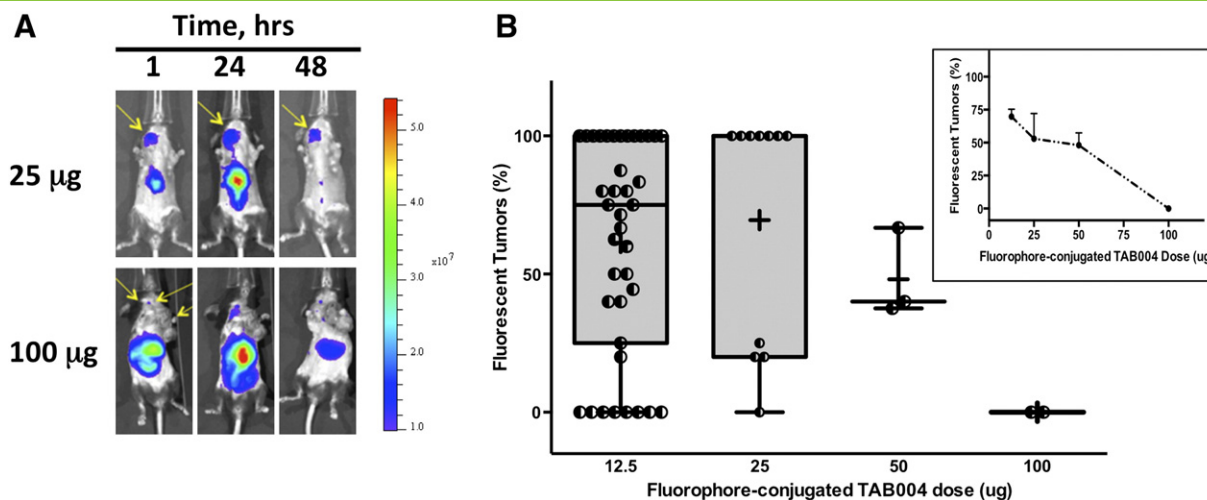 A
Time, hrs
1 24 48
25 µg
100 µg
5.0
4.0
3.0
x10⁷
2.0
1.0
B
Fluorescent Tumors (%)
100
50
0
12.5 25 50 100
Fluorophore-conjugated TAB004 dose (ug)
Fluorescent Tumors (%)
100
75
50
25
0
0 25 50 75 100
Fluorophore-conjugated TAB004 Dose (ug